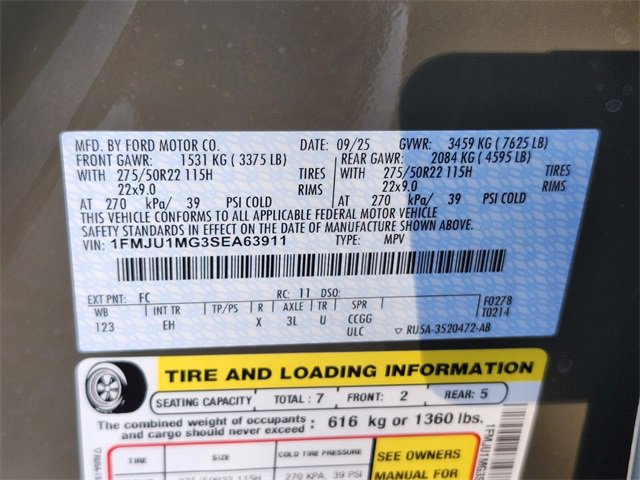 MFD. BY FORD MOTOR CO. DATE: 09/25 GVWR: 3459 KG ( 7625 LB)
FRONT GAWR: 1531 KG ( 3375 LB) REAR GAWR: 2084 KG ( 4595 LB)
WITH 275/50R22 115H TIRES WITH 275/50R22 115H TIRES
22x9.0 RIMS 22x9.0 RIMS
AT 270 kPa/ 39 PSI COLD AT 270 kPa/ 39 PSI COLD
THIS VEHICLE CONFORMS TO ALL APPLICABLE FEDERAL MOTOR VEHICLE
SAFETY STANDARDS IN EFFECT ON THE DATE OF MANUFACTURE SHOWN ABOVE.
VIN: 1FMJU1MG3SEA63911 TYPE: MPV
EXT PNT: FC RC: 11 DSO: F0278
WB INT TR TP/PS R AXLE TR SPR T0214
123 EH X 3L U CCGG
ULC RU5A-3520472-AB
TIRE AND LOADING INFORMATION
SEATING CAPACITY TOTAL : 7 FRONT: 2 REAR: 5
The combined weight of occupants and cargo should never exceed : 616 kg or 1360 lbs.
TIRE SIZE COLD TIRE PRESSURE SEE OWNERS
275/50R22 115H 270 KPA, 39 PSI MANUAL FOR